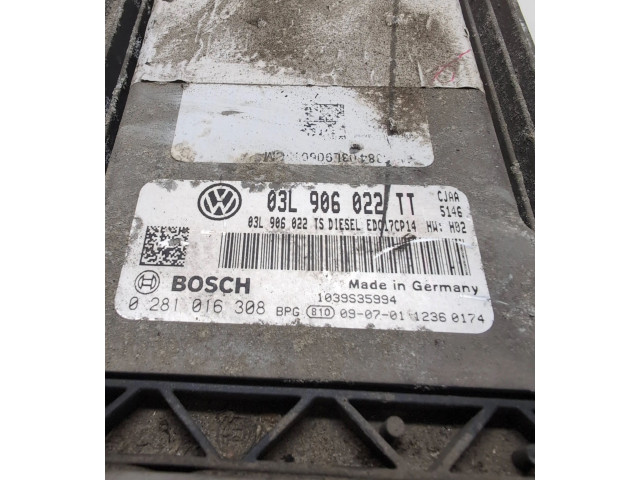 03L 906 022 TT CJAA
5146
03L 906 022 TS DIESEL EDC17CP14 HW: H02
BOSCH Made in Germany
1039S35994
0 281 016 308 BPG 810 09-07-01 1236 0174